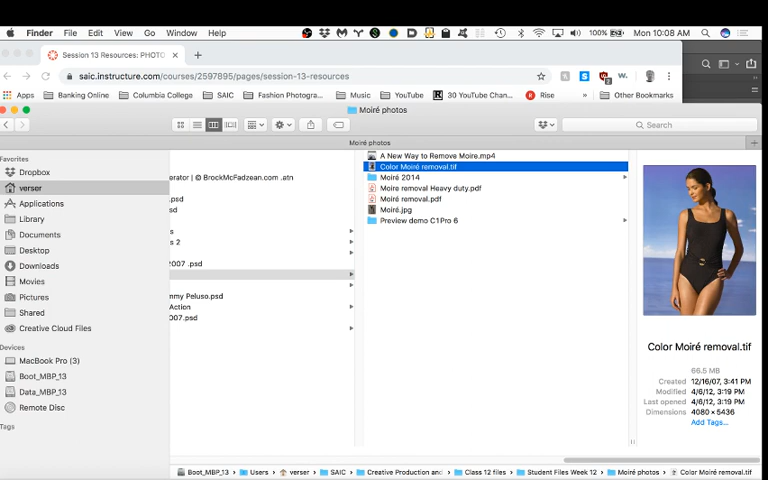 Finder File Edit View Go Window Help 100% Mon 10:08 AM
Session 13 Resources: PHOTO
saic.instructure.com/courses/2597895/pages/session-13-resources
Apps Banking Online Columbia College SAIC Fashion Photogra... Music YouTube 30 YouTube Chan... Rise » Other Bookmarks
Moiré photos
Search
Moiré photos
Favorites
Dropbox
verser
Applications
Library
Documents
Desktop
Downloads
Movies
Pictures
Shared
Creative Cloud Files
Devices
MacBook Pro (3)
Boot_MBP_13
Data_MBP_13
Remote Disc
Tags
erator | © BrockMcFadzean.com .atn
.psd
sd
s
s 2
2007 .psd
mmy Peluso.psd
Action
007.psd
A New Way to Remove Moire.mp4
Color Moiré removal.tif
Moiré 2014
Moire removal Heavy duty.pdf
Moiré removal.pdf
Moiré.jpg
Preview demo C1Pro 6
Color Moiré removal.tif
66.5 MB
Created 12/16/07, 3:41 PM
Modified 4/6/12, 3:19 PM
Last opened 4/6/12, 3:19 PM
Dimensions 4080 × 5436
Add Tags...
Boot_MBP_13 › Users › verser › SAIC › Creative Production an › Class 12 files › Student Files Week 12 › Moiré photos › Color Moiré removal.tif